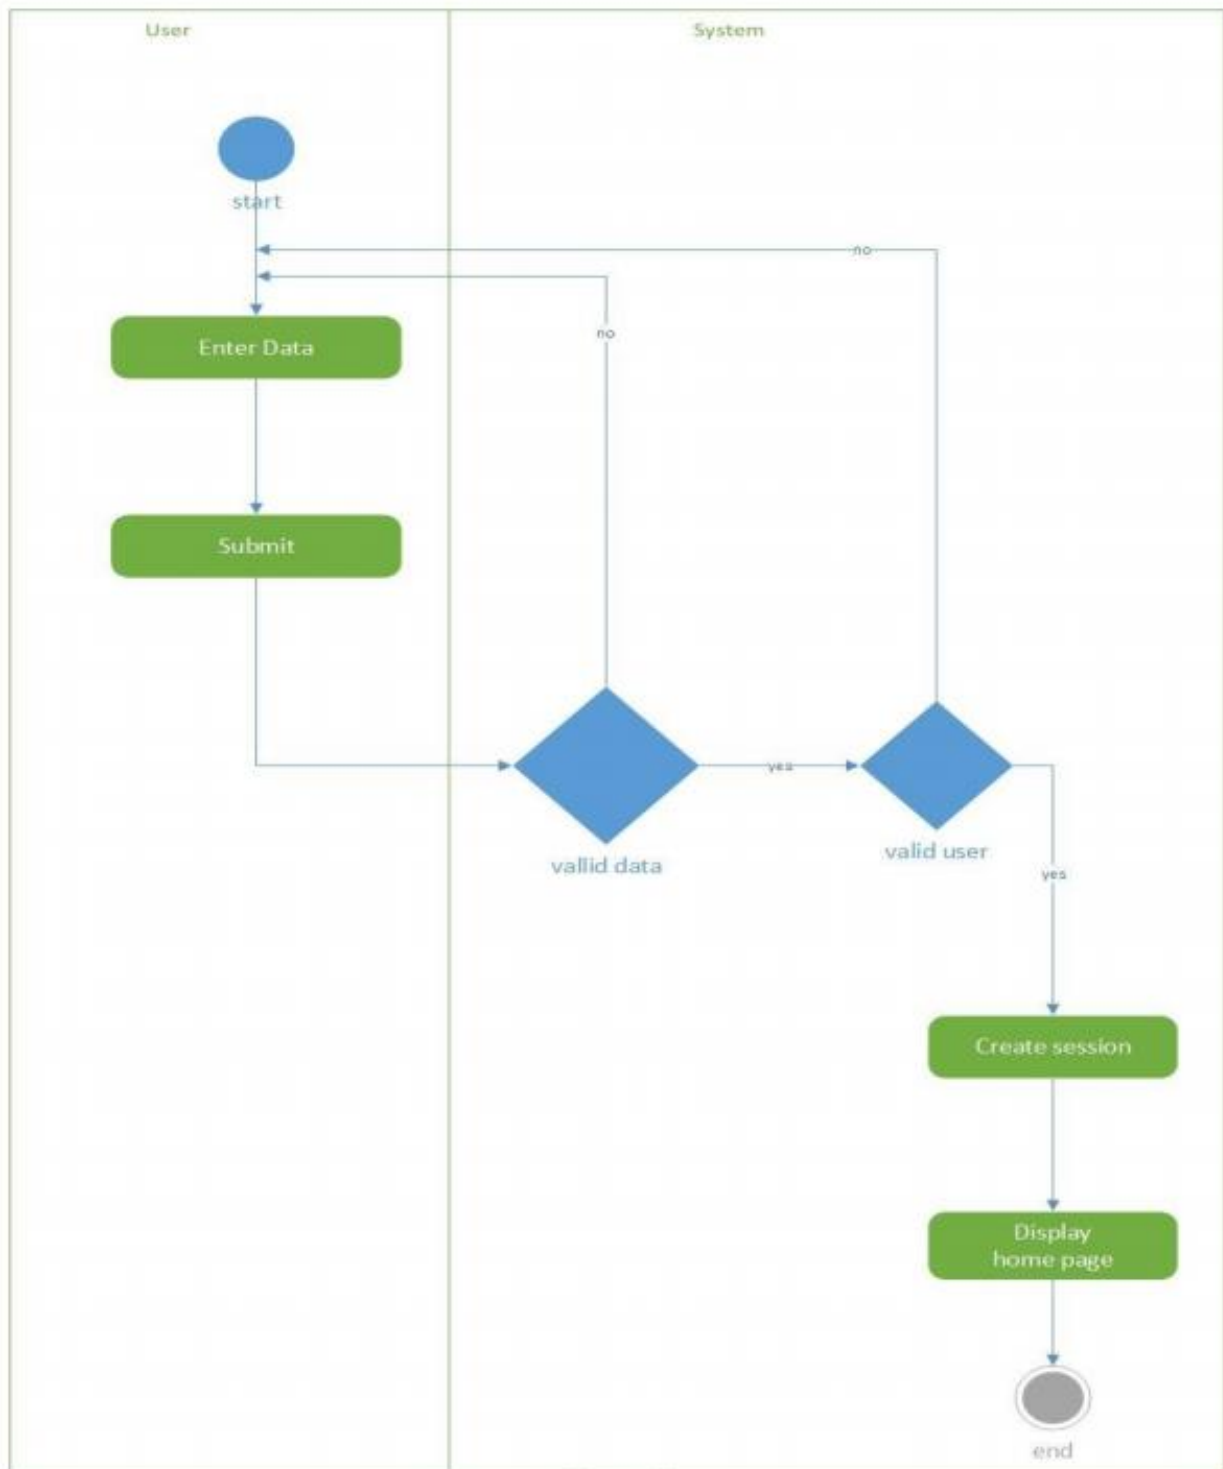 User
System
start
no
no
Enter Data
Submit
yes
vallid data
valid user
yes
Create session
Display
home page
end